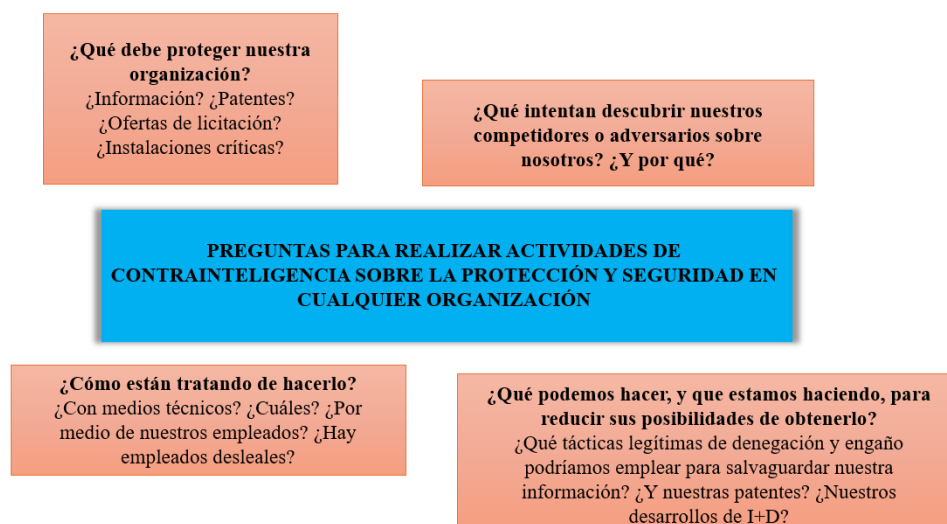 ¿Qué debe proteger nuestra
organización?
¿Información? ¿Patentes?
¿Ofertas de licitación?
¿Instalaciones críticas?
¿Qué intentan descubrir nuestros
competidores o adversarios sobre
nosotros? ¿Y por qué?
PREGUNTAS PARA REALIZAR ACTIVIDADES DE
CONTRAINTELIGENCIA SOBRE LA PROTECCIÓN Y SEGURIDAD EN
CUALQUIER ORGANIZACIÓN
¿Cómo están tratando de hacerlo?
¿Con medios técnicos? ¿Cuáles? ¿Por
medio de nuestros empleados? ¿Hay
empleados desleales?
¿Qué podemos hacer, y que estamos haciendo, para
reducir sus posibilidades de obtenerlo?
¿Qué tácticas legítimas de denegación y engaño
podríamos emplear para salvaguardar nuestra
información? ¿Y nuestras patentes? ¿Nuestros
desarrollos de I+D?